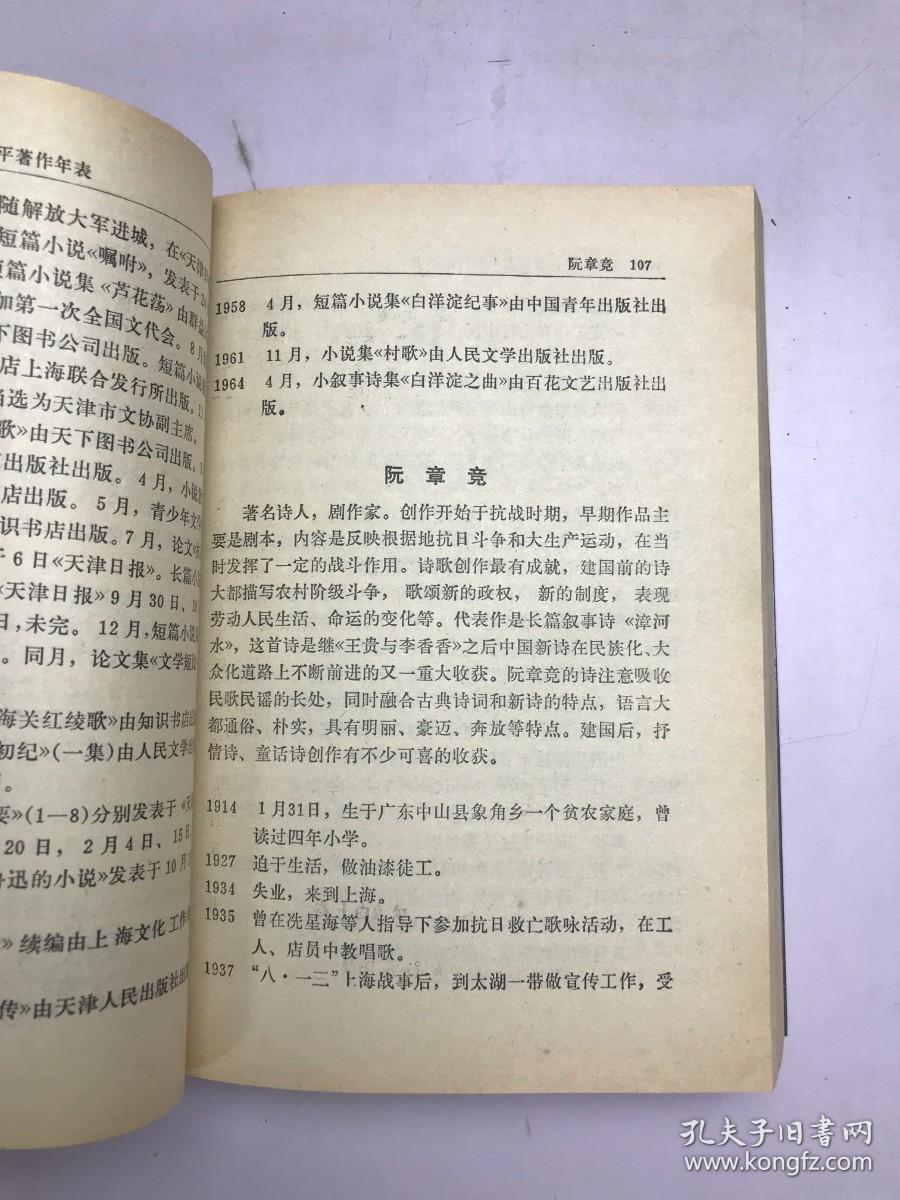 平著作年表
随解放大军进城，在《天津日
短篇小说《嘱咐》，发表于24
短篇小说集《芦花荡》由群益
加第一次全国文代会。8月
下图书公司出版。短篇小说
店上海联合发行所出版。11
当选为天津市文协副主席。
歌》由天下图书公司出版。
出版社出版。4月，小说
店出版。5月，青少年文学
识书店出版。7月，论文
6日《天津日报》。长篇小
《天津日报》9月30日、10
日，未完。12月，短篇小说
。同月，论文集《文学短论
海关红绫歌》由知识书店
初纪》（一集）由人民文学
。
要》（1—8）分别发表于《天
20日，2月4日、15日
鲁迅的小说》发表于10月
》续编由上海文化工作
传》由天津人民出版社出
阮章竞 107
1958 4月，短篇小说集《白洋淀纪事》由中国青年出版社出
版。
1961 11月，小说集《村歌》由人民文学出版社出版。
1964 4月，小叙事诗集《白洋淀之曲》由百花文艺出版社出
版。
阮章竞
著名诗人，剧作家。创作开始于抗战时期，早期作品主
要是剧本，内容是反映根据地抗日斗争和大生产运动，在当
时发挥了一定的战斗作用。诗歌创作最有成就，建国前的诗
大都描写农村阶级斗争，歌颂新的政权，新的制度，表现
劳动人民生活、命运的变化等。代表作是长篇叙事诗《漳河
水》，这首诗是继《王贵与李香香》之后中国新诗在民族化、大
众化道路上不断前进的又一重大收获。阮章竞的诗注意吸收
民歌民谣的长处，同时融合古典诗词和新诗的特点，语言大
都通俗、朴实，具有明丽、豪迈、奔放等特点。建国后，抒
情诗、童话诗创作有不少可喜的收获。
1914 1月31日，生于广东中山县象角乡一个贫农家庭，曾
读过四年小学。
1927 迫于生活，做油漆徒工。
1934 失业，来到上海。
1935 曾在冼星海等人指导下参加抗日救亡歌咏活动，在工
人、店员中教唱歌。
1937 “八·一三”上海战事后，到太湖一带做宣传工作，受
孔夫子旧书网
www.kongfz.com